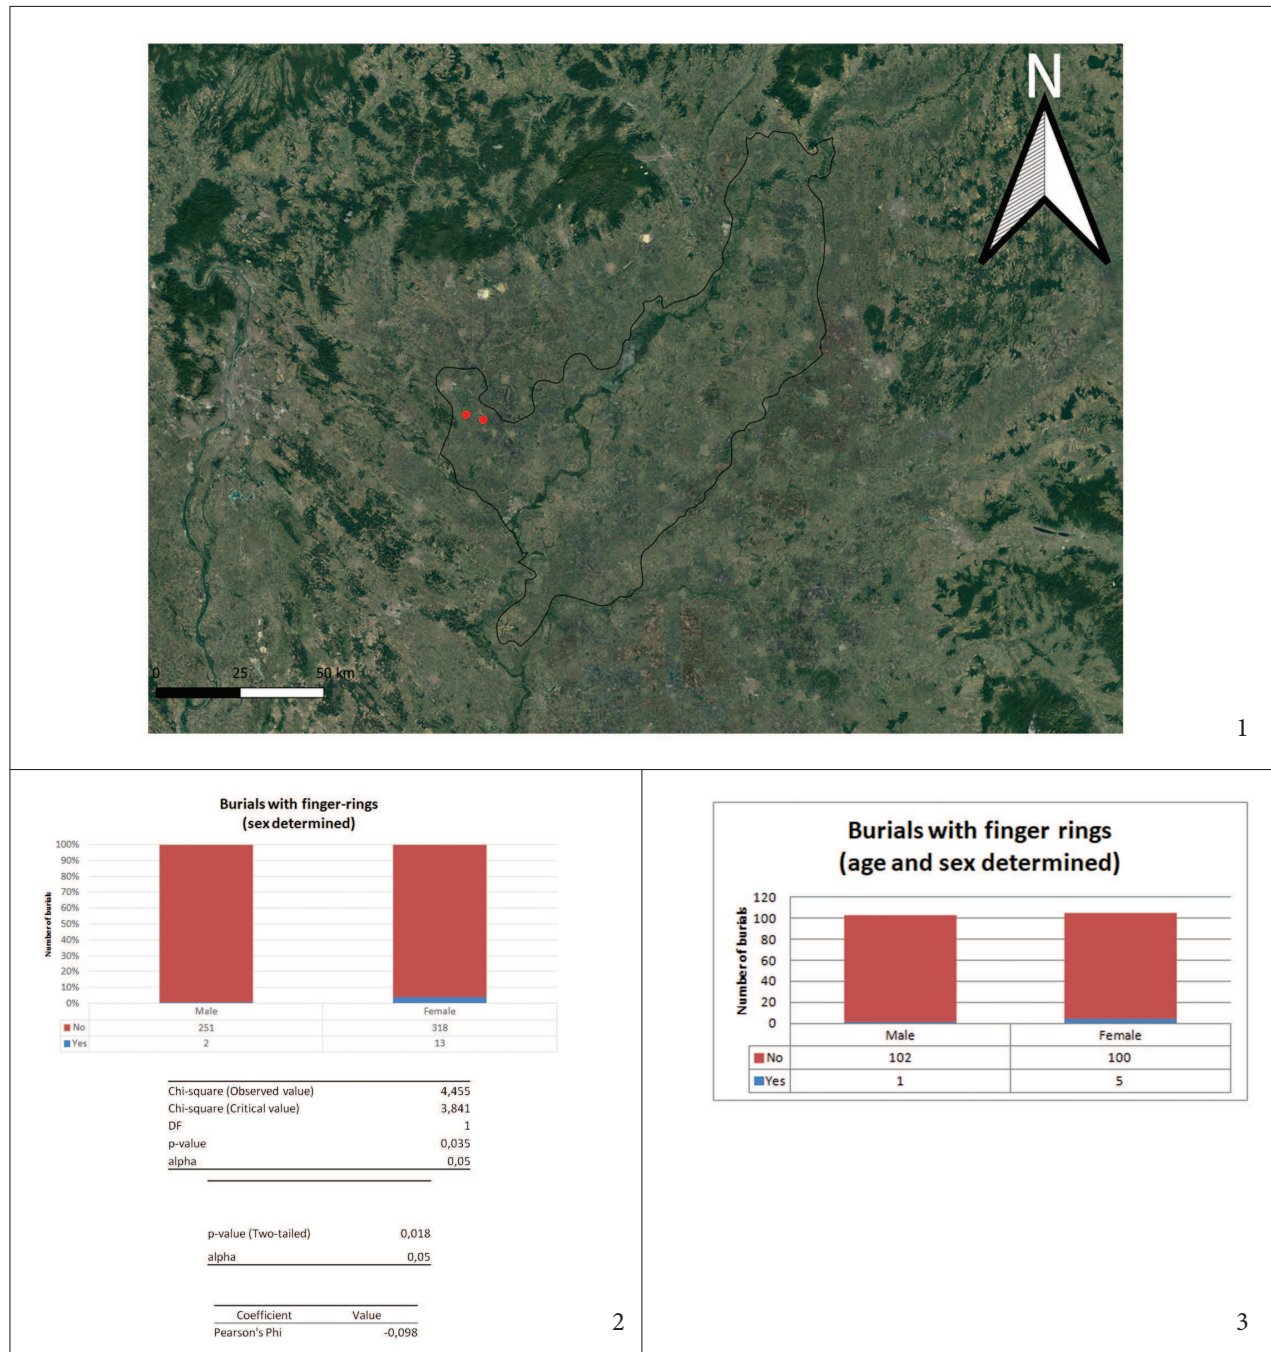 N
0 25 50 km
1
Burials with finger-rings
(sex determined)
100%
90%
80%
70%
60%
50%
40%
30%
20%
10%
0%
Number of burials
Male Female
No 251 318
Yes 2 13
Chi-square (Observed value) 4,455
Chi-square (Critical value) 3,841
DF 1
p-value 0,035
alpha 0,05
p-value (Two-tailed) 0,018
alpha 0,05
Coefficient Value
Pearson's Phi -0,098
2
Burials with finger rings
(age and sex determined)
120
100
80
60
40
20
0
Number of burials
Male Female
No 102 100
Yes 1 5
3